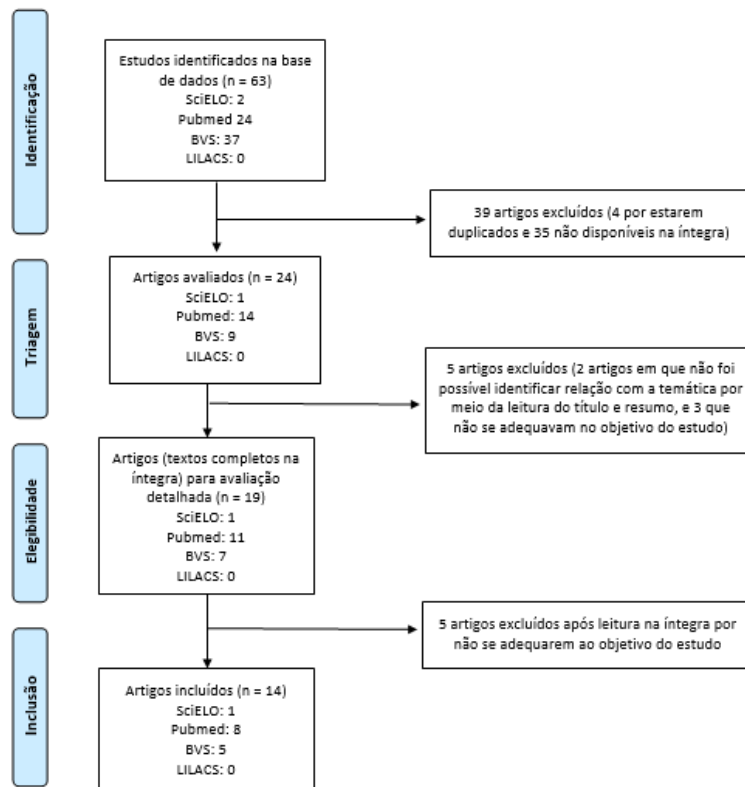 Identificação
Estudos identificados na base
de dados (n = 63)
SciELO: 2
Pubmed 24
BVS: 37
LILACS: 0
39 artigos excluídos (4 por estarem
duplicados e 35 não disponíveis na íntegra)
Triagem
Artigos avaliados (n = 24)
SciELO: 1
Pubmed: 14
BVS: 9
LILACS: 0
5 artigos excluídos (2 artigos em que não foi
possível identificar relação com a temática por
meio da leitura do título e resumo, e 3 que
não se adequavam no objetivo do estudo)
Elegibilidade
Artigos (textos completos na
íntegra) para avaliação
detalhada (n = 19)
SciELO: 1
Pubmed: 11
BVS: 7
LILACS: 0
5 artigos excluídos após leitura na íntegra por
não se adequarem ao objetivo do estudo
Inclusão
Artigos incluídos (n = 14)
SciELO: 1
Pubmed: 8
BVS: 5
LILACS: 0